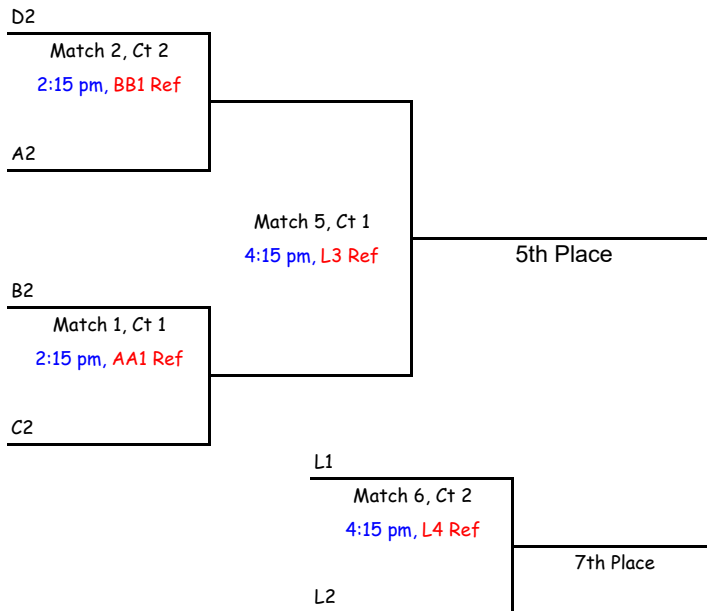 D2
Match 2, Ct 2
2:15 pm, BB1 Ref
A2
Match 5, Ct 1
4:15 pm, L3 Ref
5th Place
B2
Match 1, Ct 1
2:15 pm, AA1 Ref
C2
L1
Match 6, Ct 2
4:15 pm, L4 Ref
7th Place
L2